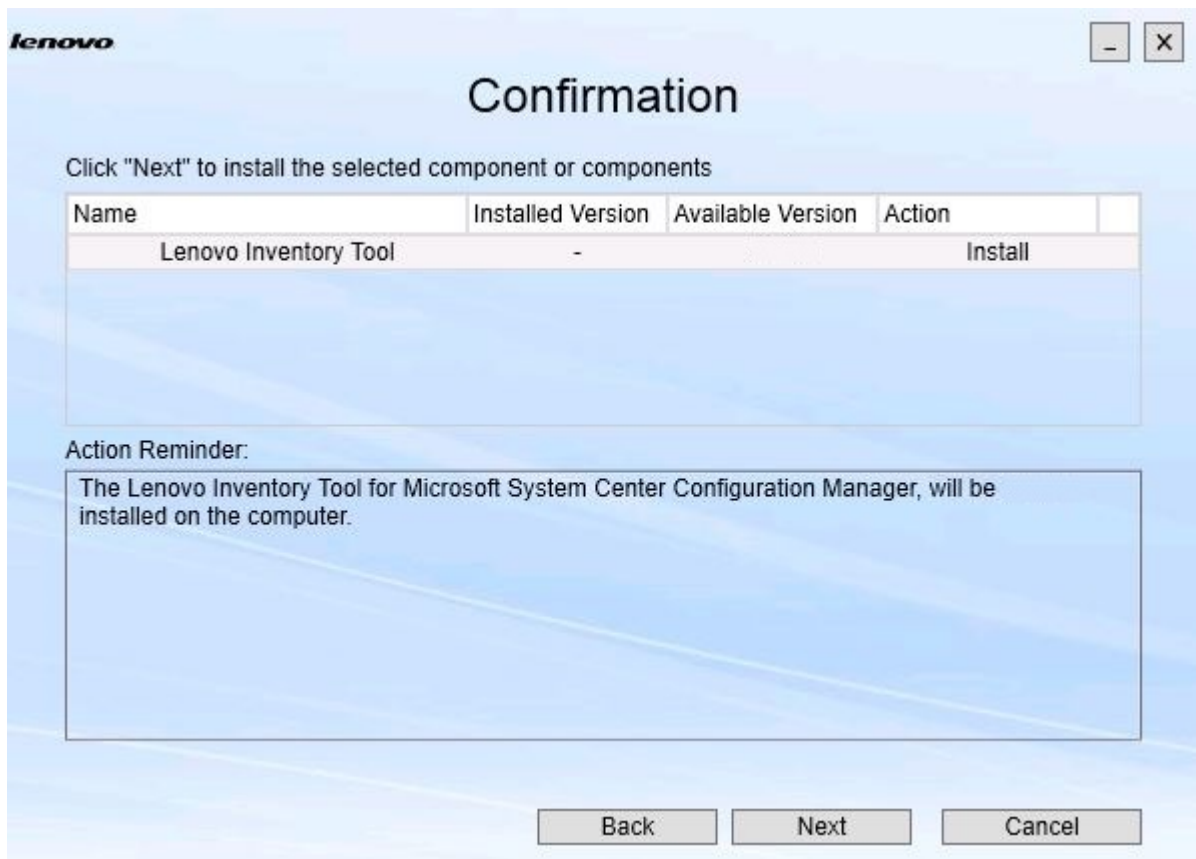 lenovo
Confirmation
Click "Next" to install the selected component or components
Name Installed Version Available Version Action
Lenovo Inventory Tool - Install
Action Reminder:
The Lenovo Inventory Tool for Microsoft System Center Configuration Manager, will be
installed on the computer.
Back Next Cancel